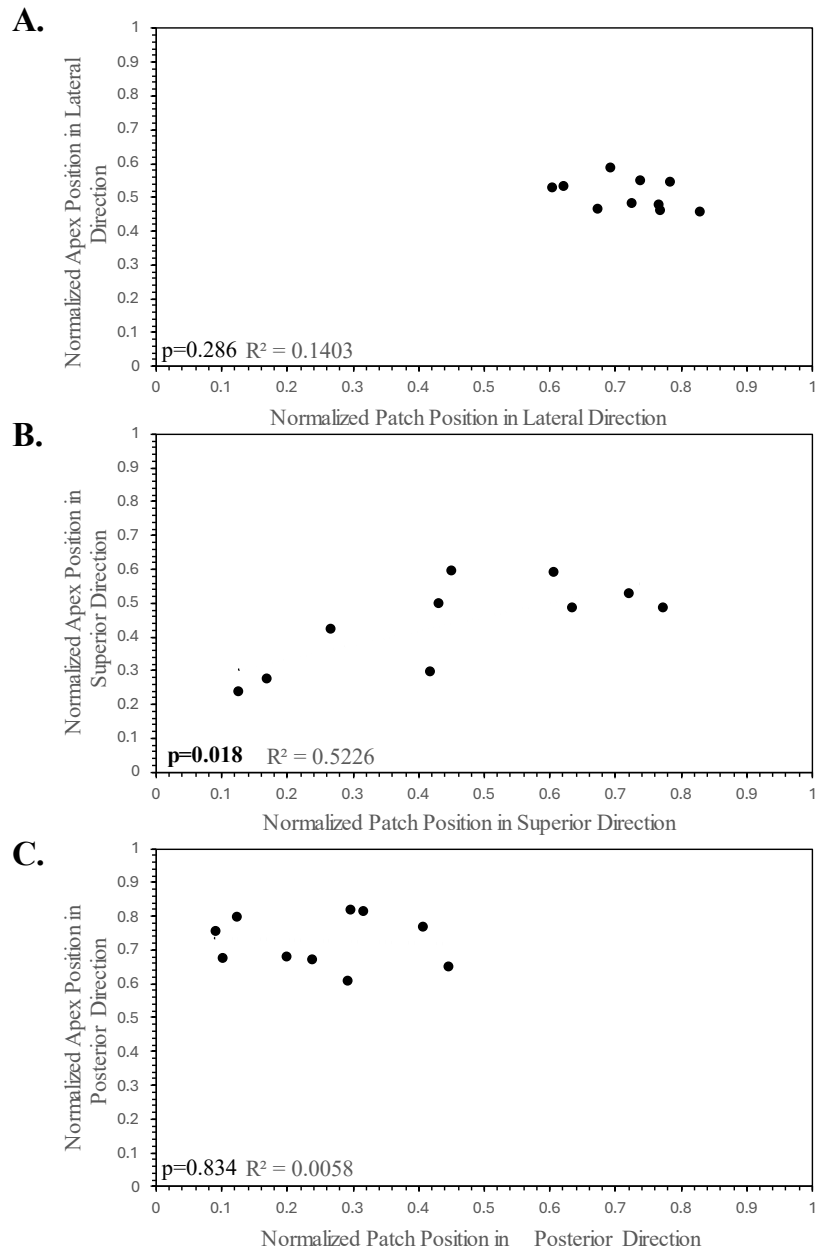 A.
Normalized Apex Position in Lateral
Direction
1
0.9
0.8
0.7
0.6
0.5
0.4
0.3
0.2
0.1
0
p=0.286 R² = 0.1403
0 0.1 0.2 0.3 0.4 0.5 0.6 0.7 0.8 0.9 1
Normalized Patch Position in Lateral Direction
B.
Normalized Apex Position in
Superior Direction
1
0.9
0.8
0.7
0.6
0.5
0.4
0.3
0.2
0.1
0
p=0.018 R² = 0.5226
0 0.1 0.2 0.3 0.4 0.5 0.6 0.7 0.8 0.9 1
Normalized Patch Position in Superior Direction
C.
Normalized Apex Position in
Posterior Direction
1
0.9
0.8
0.7
0.6
0.5
0.4
0.3
0.2
0.1
0
p=0.834 R² = 0.0058
0 0.1 0.2 0.3 0.4 0.5 0.6 0.7 0.8 0.9 1
Normalized Patch Position in Posterior Direction